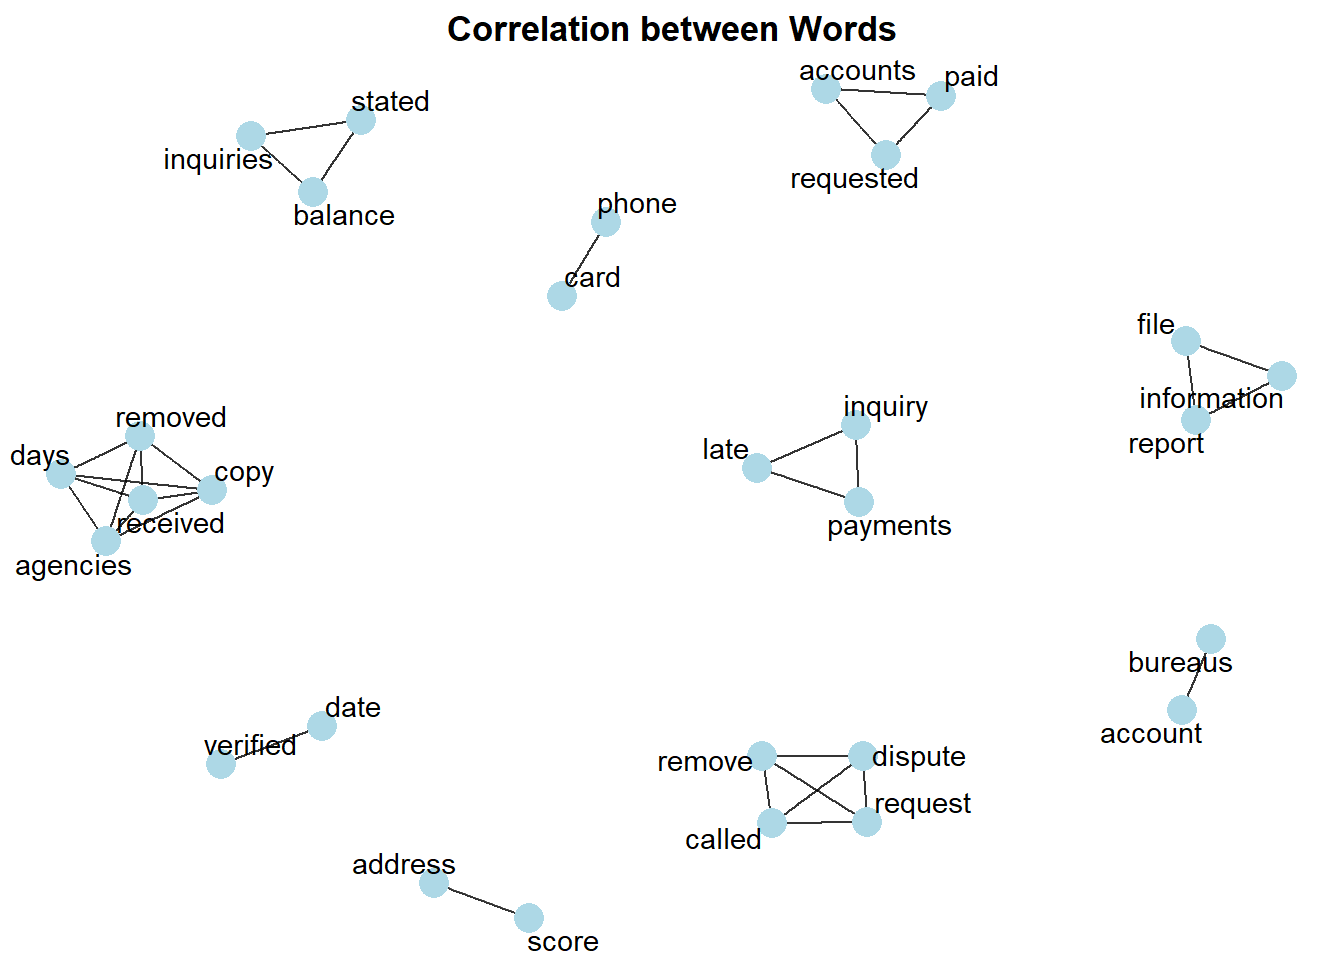 Correlation between Words
accounts
paid
stated
inquiries
requested
phone
balance
card
file
information
inquiry
removed
report
late
days
copy
received
payments
agencies
bureaus
date
account
verified
dispute
remove
request
called
address
score